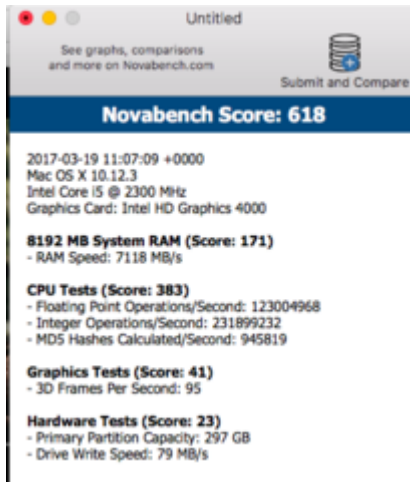 Untitled
See graphs, comparisons
and more on Novabench.com
Submit and Compare
Novabench Score: 618
2017-03-19 11:07:09 +0000
Mac OS X 10.12.3
Intel Core i5 @ 2300 MHz
Graphics Card: Intel HD Graphics 4000
8192 MB System RAM (Score: 171)
- RAM Speed: 7118 MB/s
CPU Tests (Score: 383)
- Floating Point Operations/Second: 123004968
- Integer Operations/Second: 231899232
- MD5 Hashes Calculated/Second: 945819
Graphics Tests (Score: 41)
- 3D Frames Per Second: 95
Hardware Tests (Score: 23)
- Primary Partition Capacity: 297 GB
- Drive Write Speed: 79 MB/s